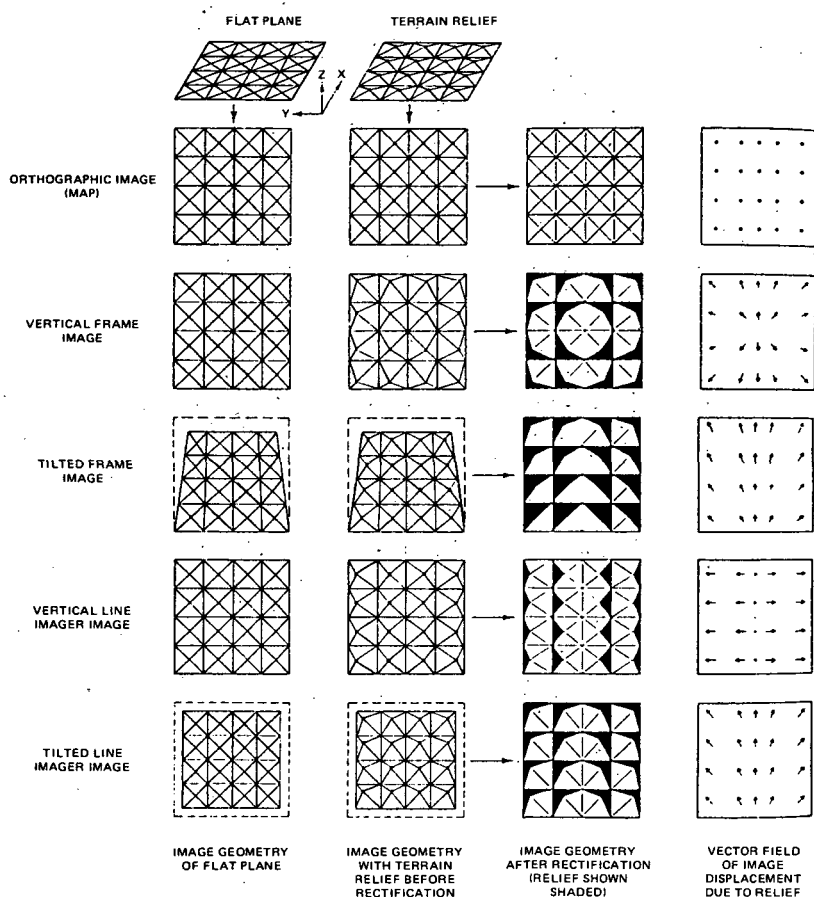 FLAT PLANE
TERRAIN RELIEF
Z
X
Y
ORTHOGRAPHIC IMAGE
(MAP)
VERTICAL FRAME
IMAGE
TILTED FRAME
IMAGE
VERTICAL LINE
IMAGER IMAGE
TILTED LINE
IMAGER IMAGE
IMAGE GEOMETRY
OF FLAT PLANE
IMAGE GEOMETRY
WITH TERRAIN
RELIEF BEFORE
RECTIFICATION
IMAGE GEOMETRY
AFTER RECTIFICATION
(RELIEF SHOWN
SHADED)
VECTOR FIELD
OF IMAGE
DISPLACEMENT
DUE TO RELIEF